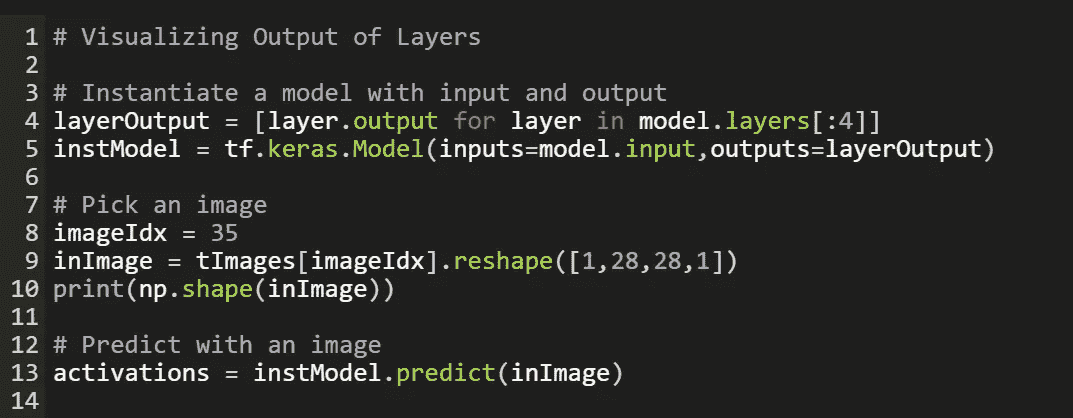 1 # Visualizing Output of Layers
2
3 # Instantiate a model with input and output
4 layerOutput = [layer.output for layer in model.layers[:4]]
5 instModel = tf.keras.Model(inputs=model.input,outputs=layerOutput)
6
7 # Pick an image
8 imageIdx = 35
9 inImage = tImages[imageIdx].reshape([1,28,28,1])
10 print(np.shape(inImage))
11
12 # Predict with an image
13 activations = instModel.predict(inImage)
14